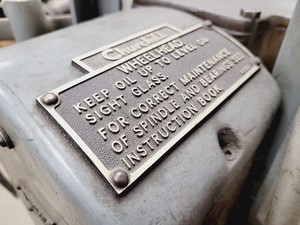 Churchill
WHEELHEAD
KEEP OIL UP TO LEVEL ON
SIGHT GLASS.
FOR CORRECT MAINTENANCE
OF SPINDLE AND BEARING SEE
INSTRUCTION BOOK